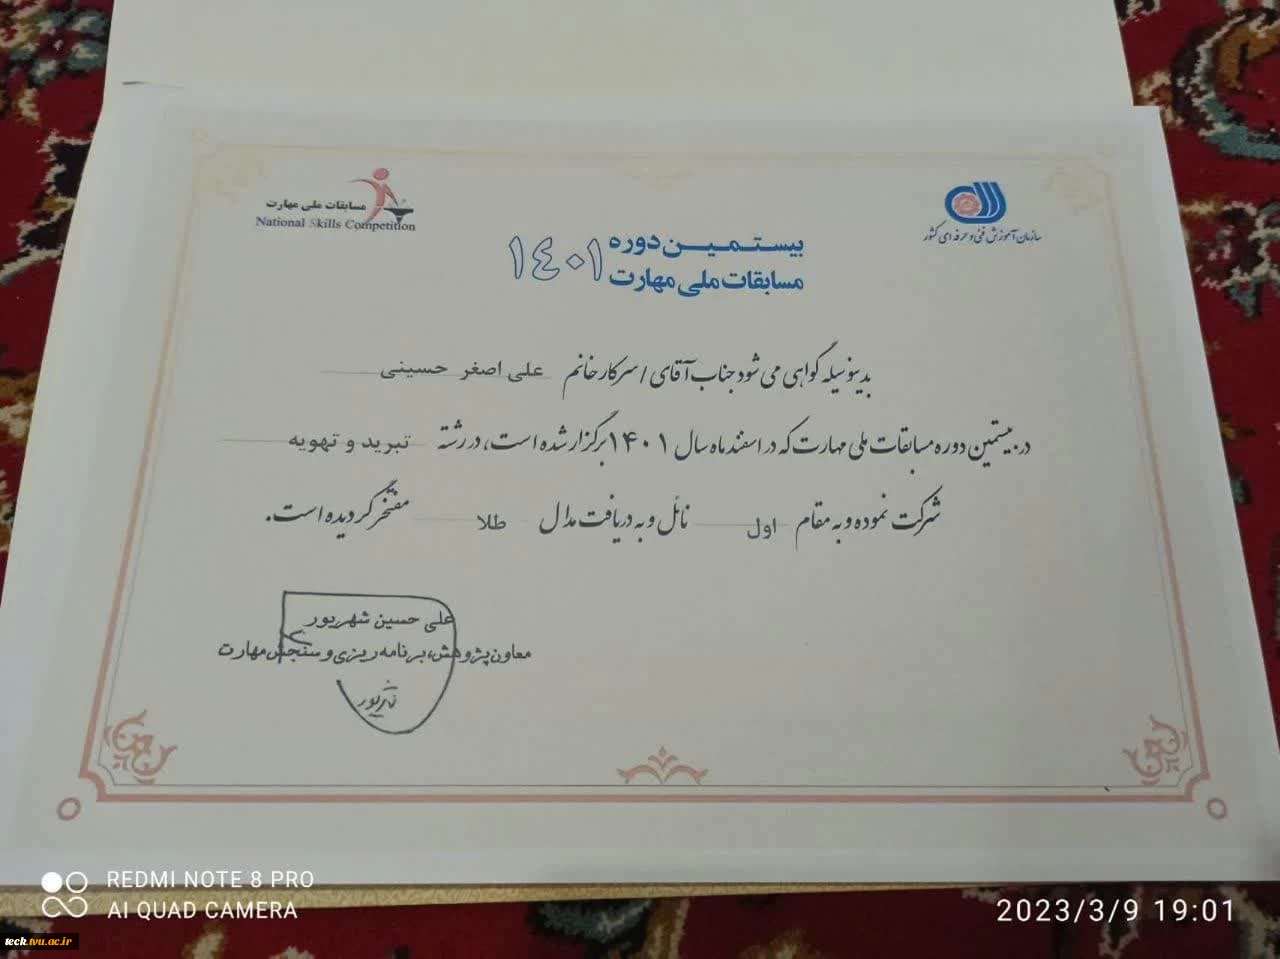 سازمان آموزش فنی و حرفه ای کشور
مسابقات ملی مهارت
National Skills Competition
بیستمین دوره
مسابقات ملی مهارت
۱۴۰۱
بدینوسیله گواهی می شود جناب آقای / سرکار خانم علی اصغر حسینی
در بیستمین دوره مسابقات ملی مهارت که در اسفند ماه سال ۱۴۰۱ برگزار شده است، در رشته تبرید و تهویه
شرکت نموده و به مقام اول نائل و به دریافت مدال طلا مفتخر گردیده است.
علی حسین شهریور
معاون پژوهش، برنامه ریزی و سنجش مهارت
REDMI NOTE 8 PRO
AI QUAD CAMERA
2023/3/9 19:01
tech.tvu.ac.ir